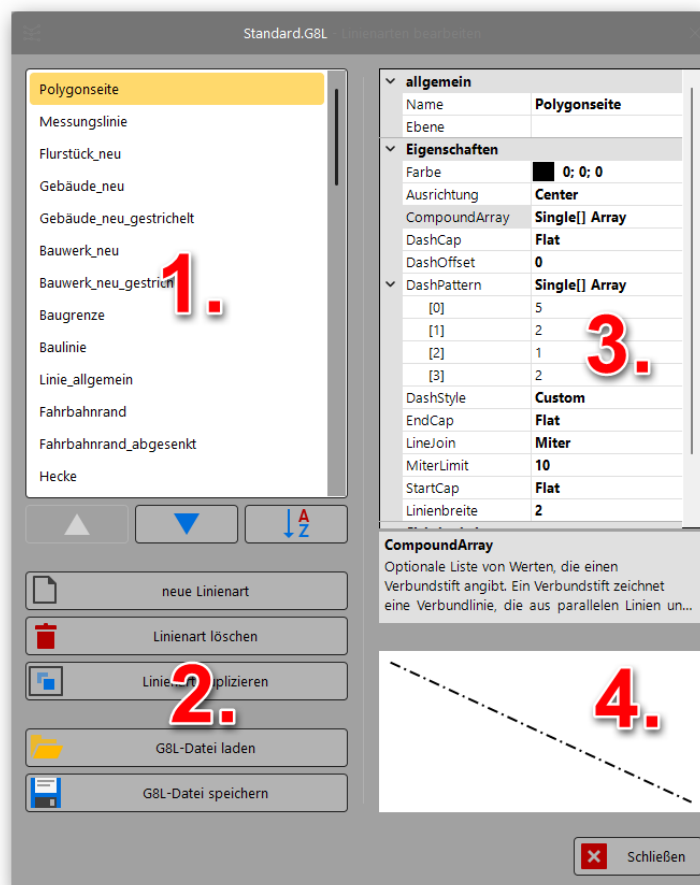 Standard.G8L - Linienarten bearbeiten
Polygonseite
Messungslinie
Flurstück_neu
Gebäude_neu
Gebäude_neu_gestrichelt
Bauwerk_neu
Bauwerk_neu_gestrich
Baugrenze
Baulinie
Linie_allgemein
Fahrbahnrand
Fahrbahnrand_abgesenkt
Hecke
1.
A
Z
neue Linienart
Linienart löschen
Linienart duplizieren
2.
G8L-Datei laden
G8L-Datei speichern
allgemein
Name Polygonseite
Ebene
Eigenschaften
Farbe 0; 0; 0
Ausrichtung Center
CompoundArray Single[] Array
DashCap Flat
DashOffset 0
DashPattern Single[] Array
[0] 5
[1] 2
[2] 1
[3] 2
DashStyle Custom
EndCap Flat
LineJoin Miter
MiterLimit 10
StartCap Flat
Linienbreite 2
3.
CompoundArray
Optionale Liste von Werten, die einen
Verbundstift angibt. Ein Verbundstift zeichnet
eine Verbundlinie, die aus parallelen Linien un...
4.
Schließen